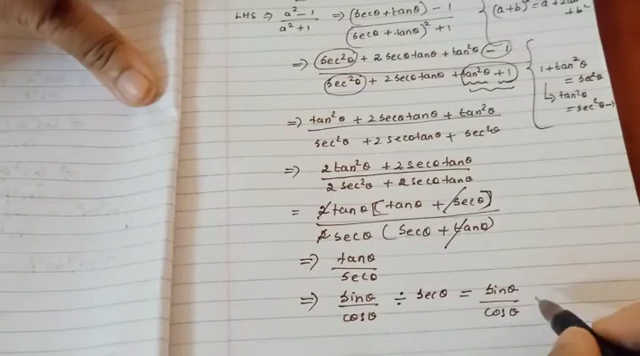 LHS ⇒ a² - 1 / a² + 1 ⇒ (secθ + tanθ)² - 1 / (secθ + tanθ)² + 1
(a+b)² = a² + 2ab + b²
⇒ sec²θ + 2secθtanθ + tan²θ - 1 / sec²θ + 2secθtanθ + tan²θ + 1
1 + tan²θ = sec²θ
↳ tan²θ = sec²θ - 1
⇒ tan²θ + 2secθtanθ + tan²θ / sec²θ + 2secθtanθ + sec²θ
⇒ 2tan²θ + 2secθtanθ / 2sec²θ + 2secθtanθ
= 2tanθ [tanθ + secθ] / 2secθ (secθ + tanθ)
⇒ tanθ / secθ
⇒ sinθ / cosθ ÷ secθ = sinθ / cosθ